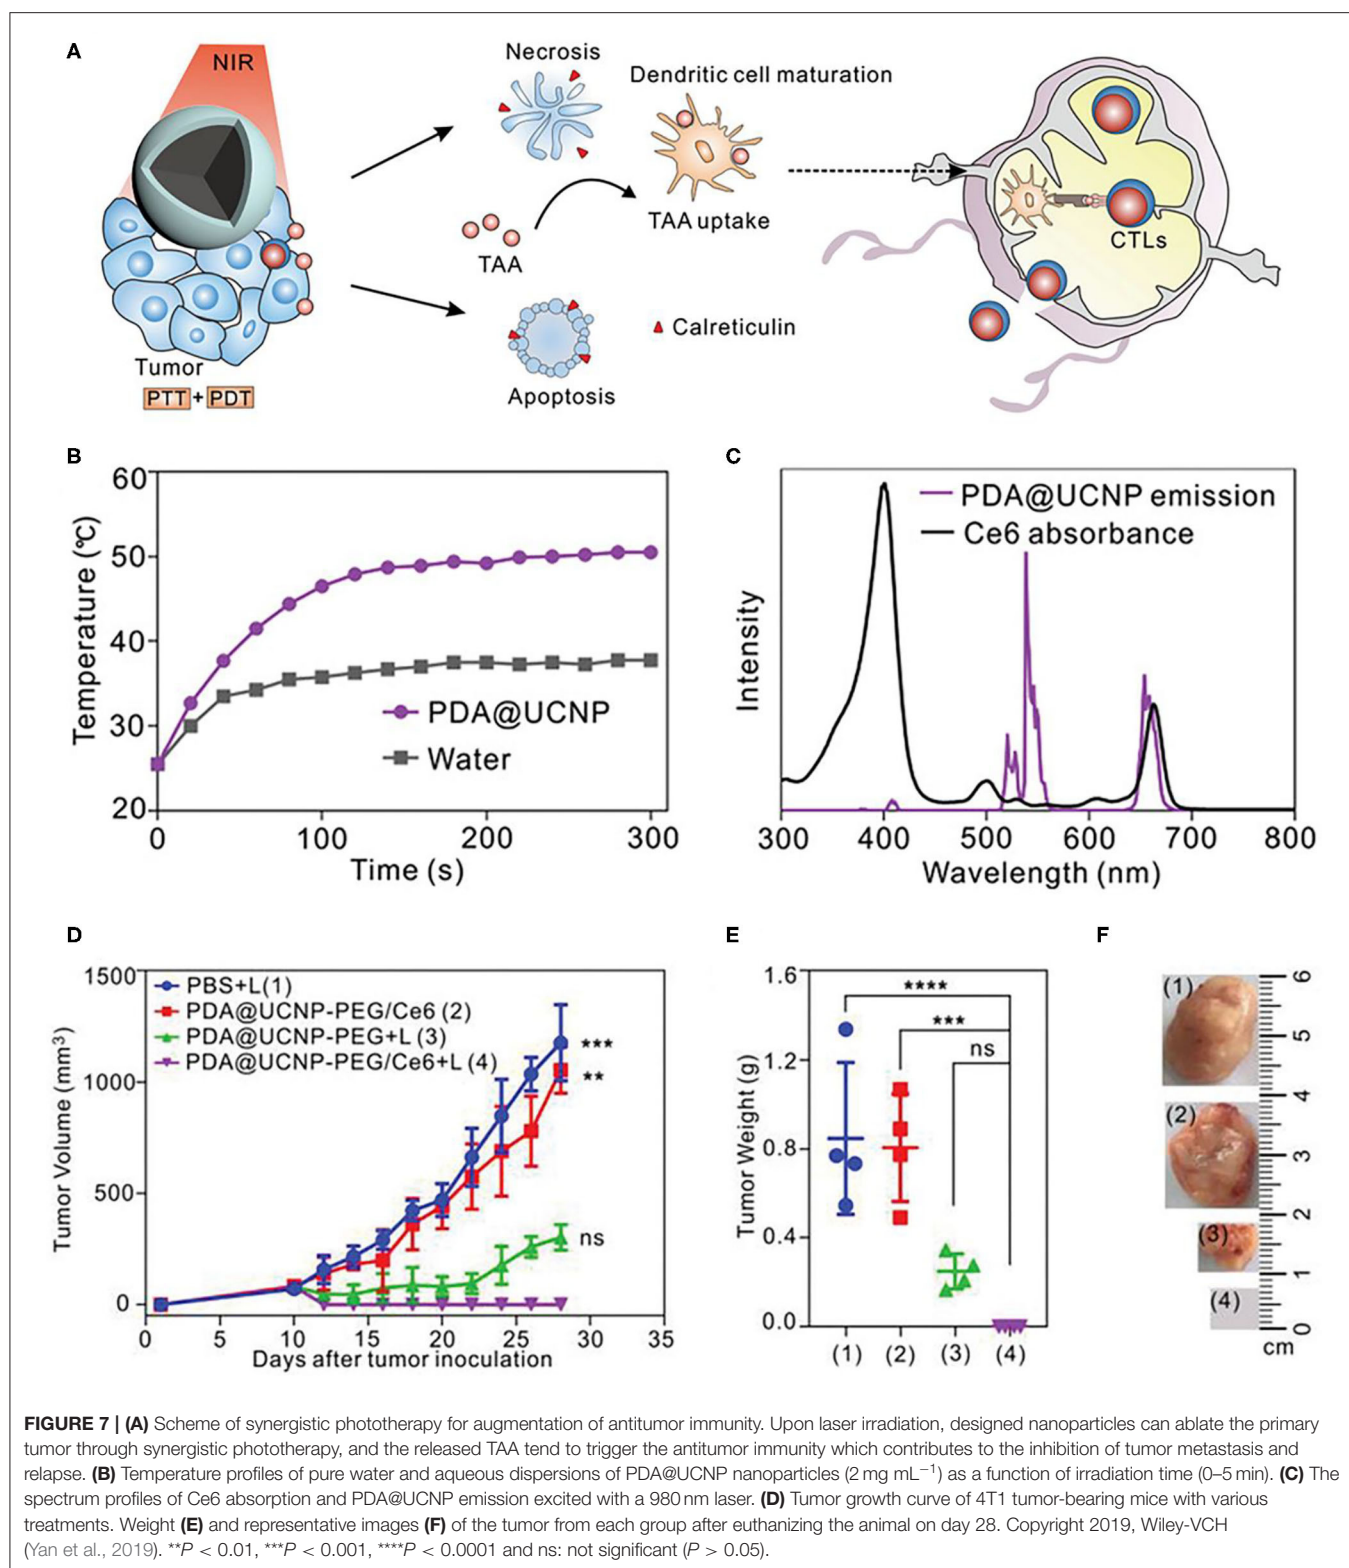 A
NIR
Necrosis
Dendritic cell maturation
TAA
TAA uptake
CTLs
Calreticulin
Apoptosis
Tumor
PTT + PDT
B
60
50
40
30
20
0
100
200
300
Temperature (°C)
Time (s)
PDA@UCNP
Water
C
PDA@UCNP emission
Ce6 absorbance
Intensity
300
400
500
600
700
800
Wavelength (nm)
D
1500
1000
500
0
Tumor Volume (mm³)
PBS+L(1)
PDA@UCNP-PEG/Ce6 (2)
PDA@UCNP-PEG+L (3)
PDA@UCNP-PEG/Ce6+L (4)
***
**
ns
0
5
10
15
20
25
30
35
Days after tumor inoculation
E
1.6
1.2
0.8
0.4
0.0
Tumor Weight (g)
****
***
ns
(1)
(2)
(3)
(4)
F
(1)
(2)
(3)
(4)
6
5
4
3
2
1
0
cm
FIGURE 7 | (A) Scheme of synergistic phototherapy for augmentation of antitumor immunity. Upon laser irradiation, designed nanoparticles can ablate the primary
tumor through synergistic phototherapy, and the released TAA tend to trigger the antitumor immunity which contributes to the inhibition of tumor metastasis and
relapse. (B) Temperature profiles of pure water and aqueous dispersions of PDA@UCNP nanoparticles (2 mg mL⁻¹) as a function of irradiation time (0–5 min). (C) The
spectrum profiles of Ce6 absorption and PDA@UCNP emission excited with a 980 nm laser. (D) Tumor growth curve of 4T1 tumor-bearing mice with various
treatments. Weight (E) and representative images (F) of the tumor from each group after euthanizing the animal on day 28. Copyright 2019, Wiley-VCH
(Yan et al., 2019). **P < 0.01, ***P < 0.001, ****P < 0.0001 and ns: not significant (P > 0.05).